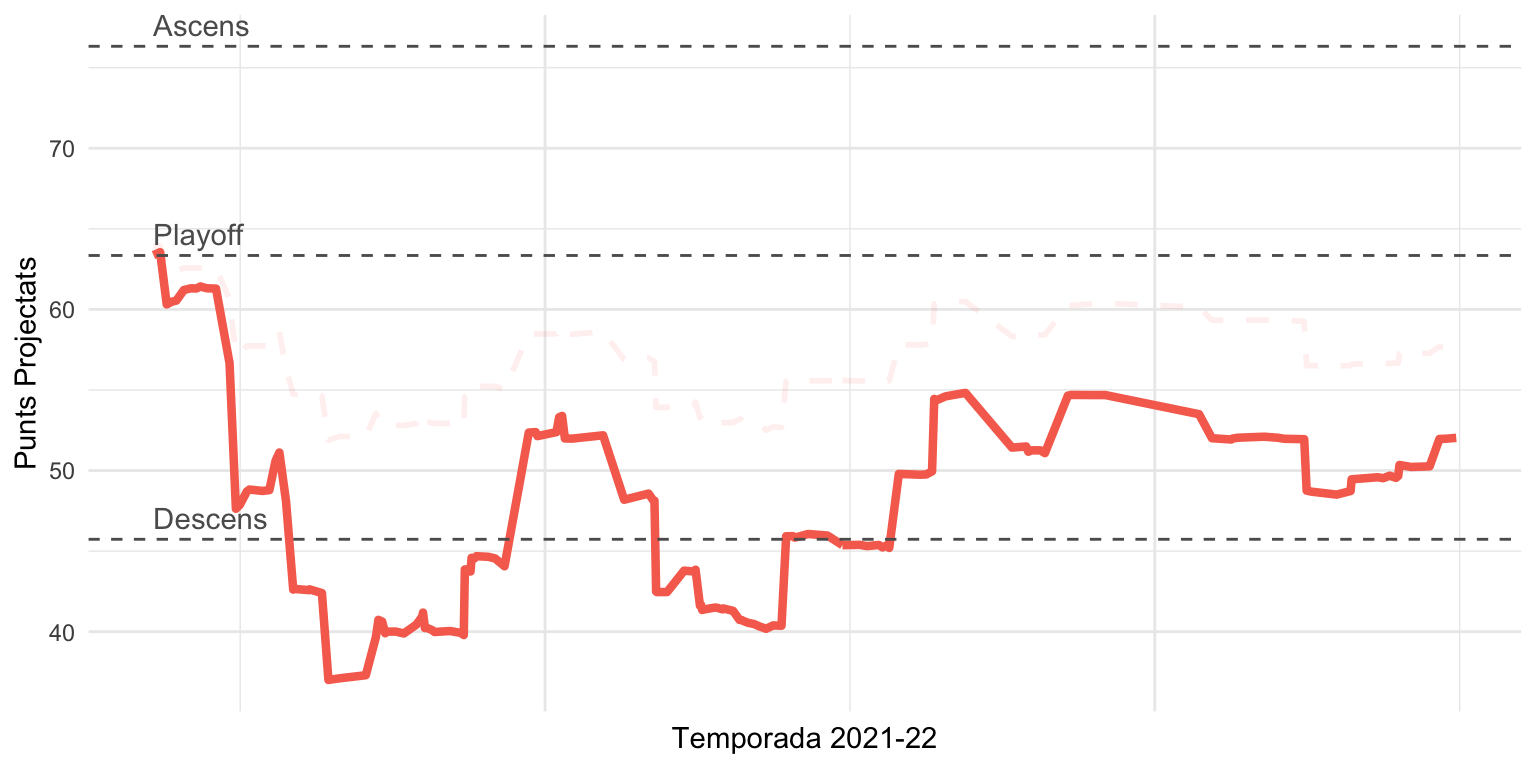 Ascens
70
Playoff
60
50
Descens
40
Punts Projectats
Temporada 2021-22